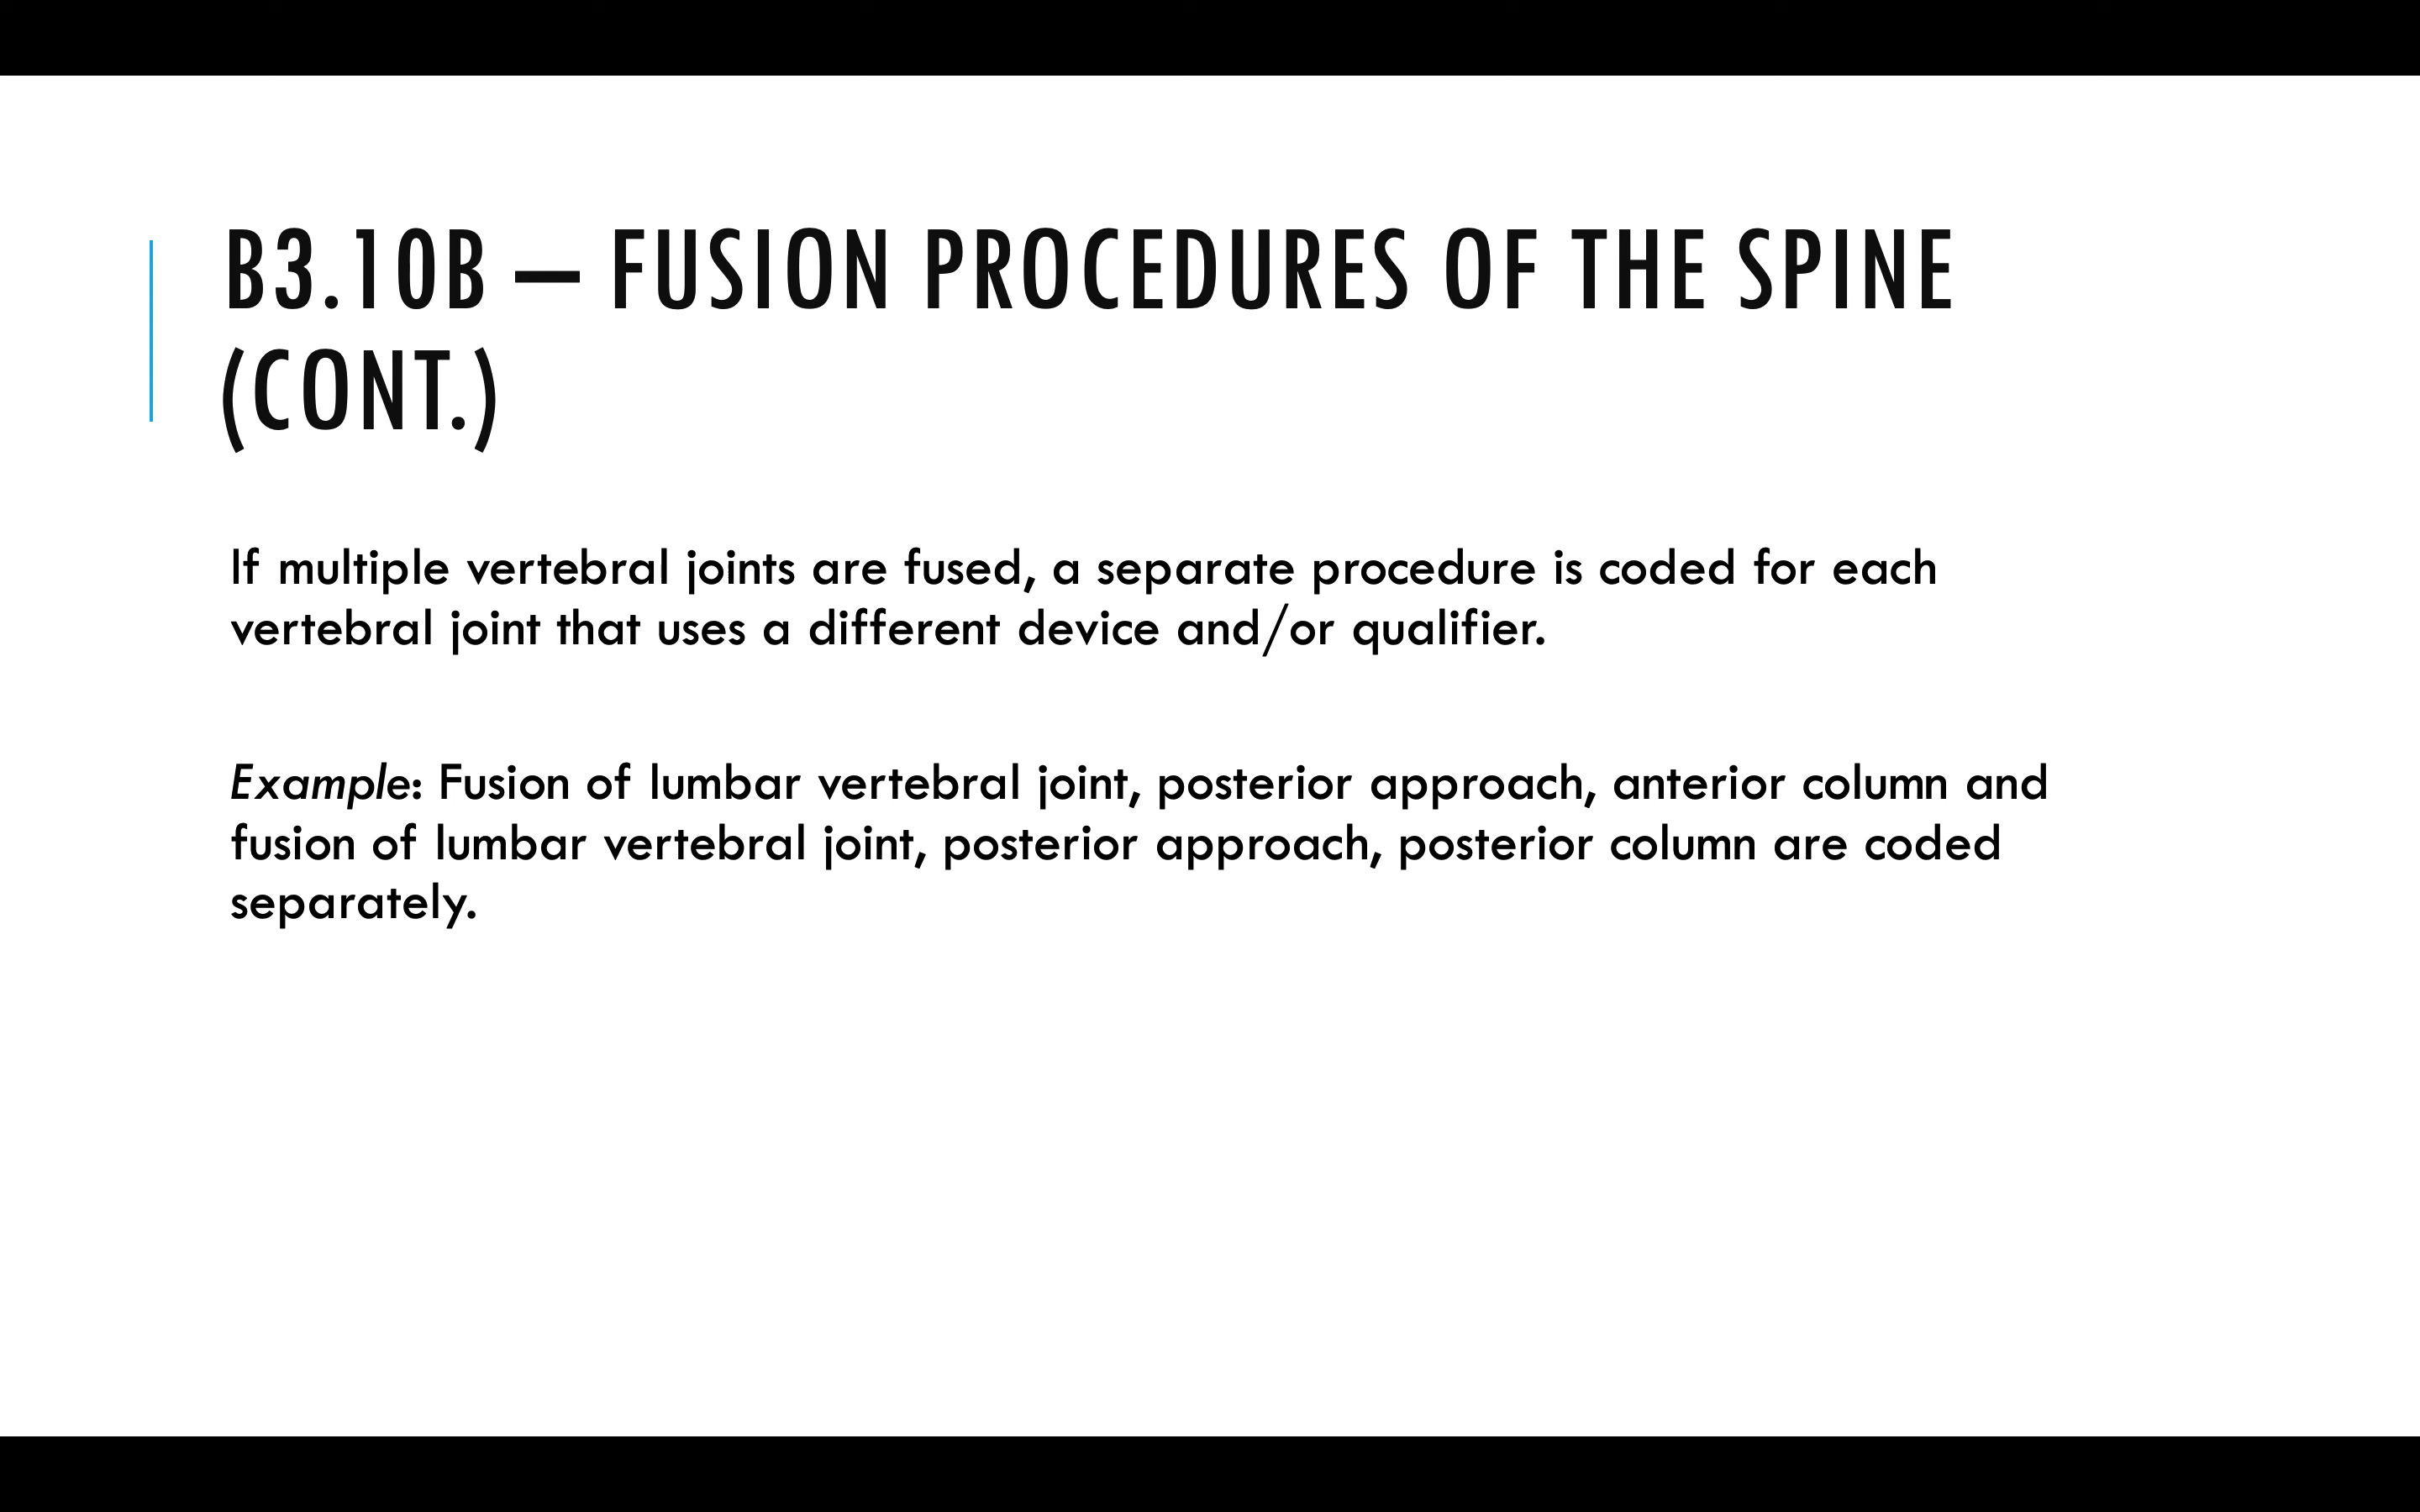 B3.10B – FUSION PROCEDURES OF THE SPINE
(CONT.)
If multiple vertebral joints are fused, a separate procedure is coded for each
vertebral joint that uses a different device and/or qualifier.
Example: Fusion of lumbar vertebral joint, posterior approach, anterior column and
fusion of lumbar vertebral joint, posterior approach, posterior column are coded
separately.